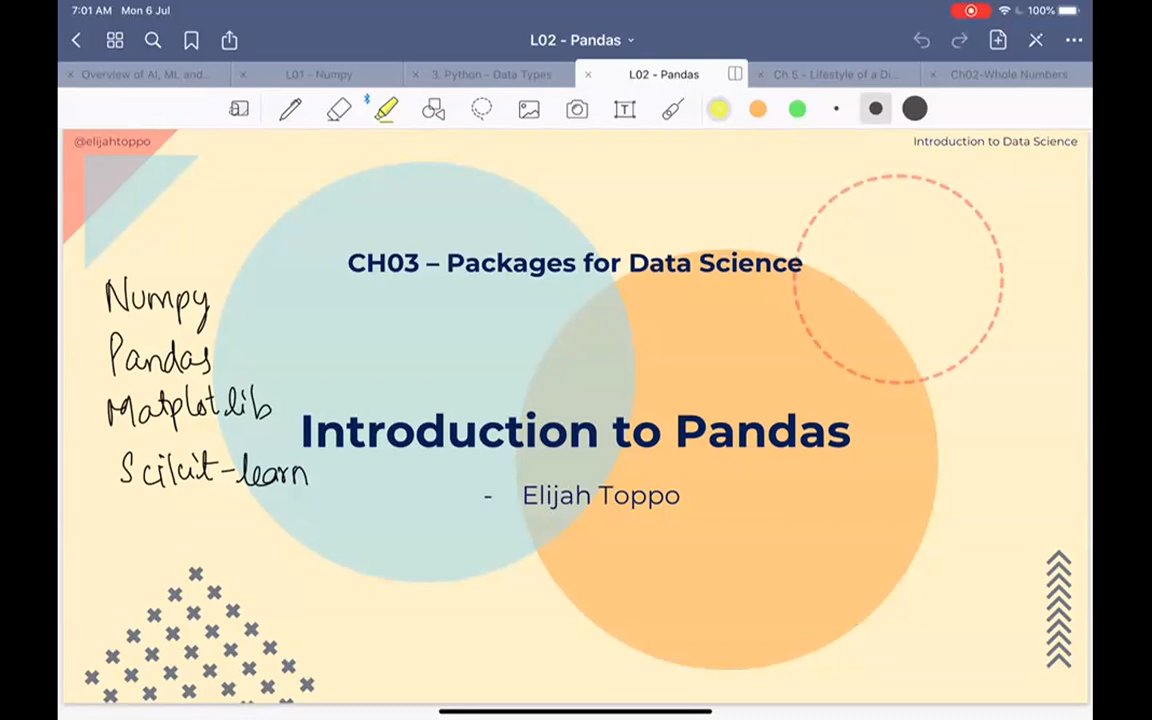 7:01 AM Mon 6 Jul
100%
L02 - Pandas
Overview of AI, ML and...
L01 - Numpy
3. Python - Data Types
L02 - Pandas
Ch 5 - Lifestyle of a Di...
Ch02-Whole Numbers
@elijahtoppo
Introduction to Data Science
CH03 – Packages for Data Science
Numpy
Pandas
Matplotlib
Scikit-learn
Introduction to Pandas
- Elijah Toppo